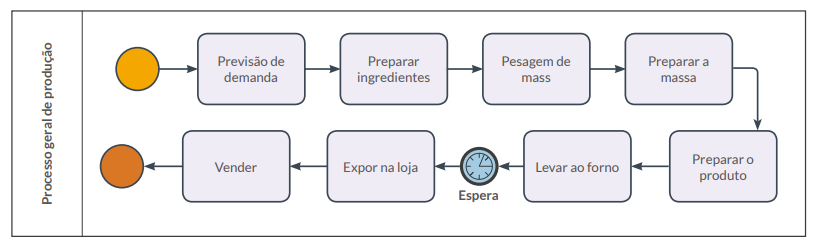 Processo geral de produção
Previsão de
demanda
Preparar
ingredientes
Pesagem de
mass
Preparar a
massa
Preparar o
produto
Levar ao forno
Espera
Expor na loja
Vender